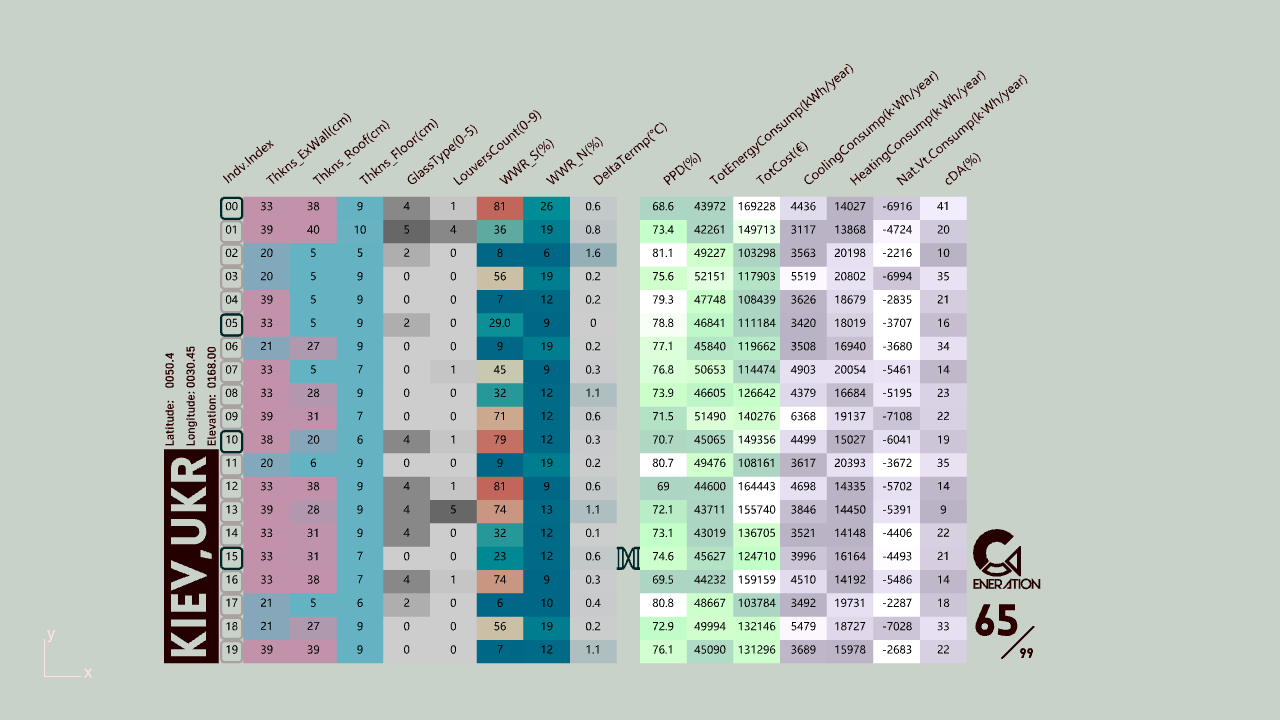 Indv.Index Thkns_ExWall(cm) Thkns_Roof(cm) Thkns_Floor(cm) GlassType(0-5) LouversCount(0-9) WWR_S(%) WWR_N(%) DeltaTermp(°C) PPD(%) TotEnergyConsump(kWh/year) TotCost(€) CoolingConsump(k·Wh/year) HeatingConsump(k·Wh/year) Nat.Vt.Consump(k·Wh/year) cDA(%)
00 33 38 9 4 1 81 26 0.6 68.6 43972 169228 4436 14027 -6916 41
01 39 40 10 5 4 36 19 0.8 73.4 42261 149713 3117 13868 -4724 20
02 20 5 5 2 0 8 6 1.6 81.1 49227 103298 3563 20198 -2216 10
03 20 5 9 0 0 56 19 0.2 75.6 52151 117903 5519 20802 -6994 35
04 39 5 9 0 0 7 12 0.2 79.3 47748 108439 3626 18679 -2835 21
05 33 5 9 2 0 29.0 9 0 78.8 46841 111184 3420 18019 -3707 16
06 21 27 9 0 0 9 19 0.2 77.1 45840 119662 3508 16940 -3680 34
07 33 5 7 0 1 45 9 0.3 76.8 50653 114474 4903 20054 -5461 14
08 33 28 9 0 0 32 12 1.1 73.9 46605 126642 4379 16684 -5195 23
09 39 31 7 0 0 71 12 0.6 71.5 51490 140276 6368 19137 -7108 22
10 38 20 6 4 1 79 12 0.3 70.7 45065 149356 4499 15027 -6041 19
11 20 6 9 0 0 9 19 0.2 80.7 49476 108161 3617 20393 -3672 35
12 33 38 9 4 1 81 9 0.6 69 44600 164443 4698 14335 -5702 14
13 39 28 9 4 5 74 13 1.1 72.1 43711 155740 3846 14450 -5391 9
14 33 31 9 4 0 32 12 0.1 73.1 43019 136705 3521 14148 -4406 22
15 33 31 7 0 0 23 12 0.6 74.6 45627 124710 3996 16164 -4493 21
16 33 38 7 4 1 74 9 0.3 69.5 44232 159159 4510 14192 -5486 14
17 21 5 6 2 0 6 10 0.4 80.8 48667 103784 3492 19731 -2287 18
18 21 27 9 0 0 56 19 0.2 72.9 49994 132146 5479 18727 -7028 33
19 39 39 9 0 0 7 12 1.1 76.1 45090 131296 3689 15978 -2683 22
Latitude: 0050.4
Longitude: 0030.45
Elevation: 0168.00
KIEV,UKR
GENERATION
65/99
y
x